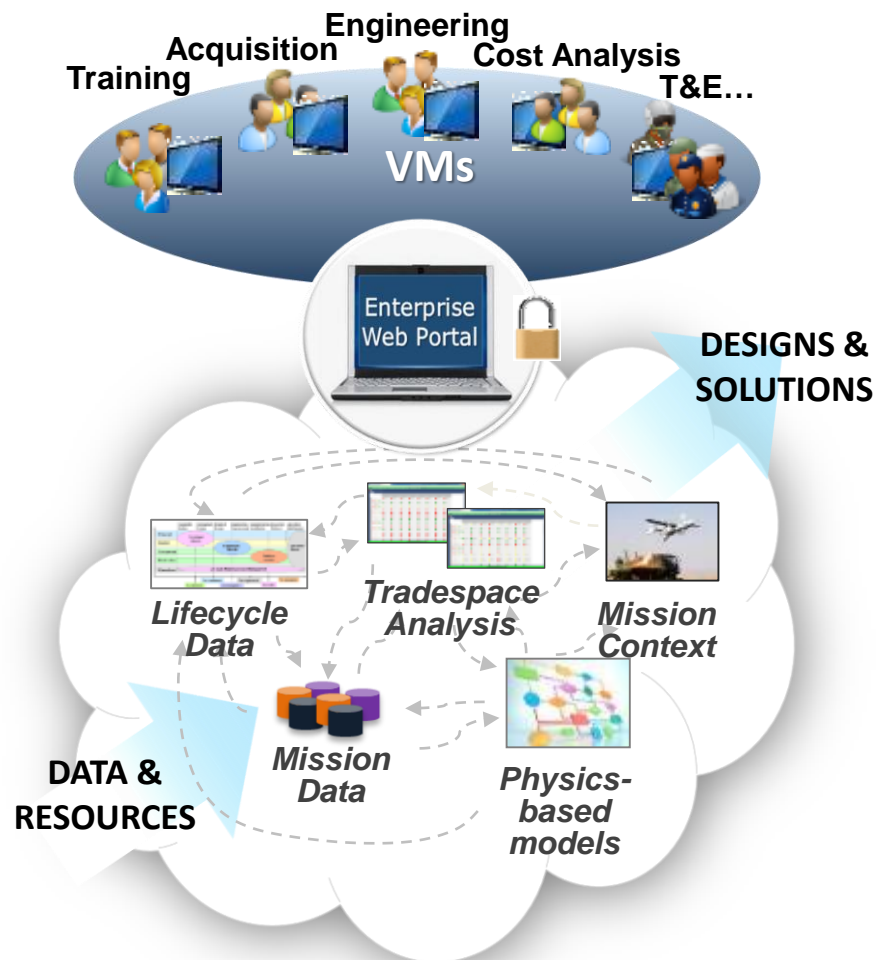 Training
Acquisition
Engineering
Cost Analysis
T&E…
VMs
Enterprise
Web Portal
DESIGNS &
SOLUTIONS
Lifecycle
Data
Tradespace
Analysis
Mission
Context
Mission
Data
Physics-
based
models
DATA &
RESOURCES